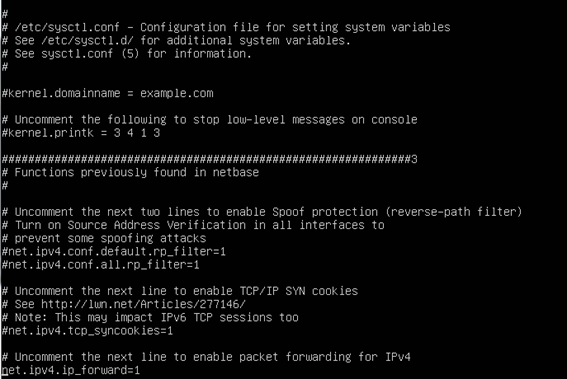 #
# /etc/sysctl.conf - Configuration file for setting system variables
# See /etc/sysctl.d/ for additional system variables.
# See sysctl.conf (5) for information.
#
#kernel.domainname = example.com
# Uncomment the following to stop low-level messages on console
#kernel.printk = 3 4 1 3
##############################################################3
# Functions previously found in netbase
#
# Uncomment the next two lines to enable Spoof protection (reverse-path filter)
# Turn on Source Address Verification in all interfaces to
# prevent some spoofing attacks
#net.ipv4.conf.default.rp_filter=1
#net.ipv4.conf.all.rp_filter=1
# Uncomment the next line to enable TCP/IP SYN cookies
# See http://lwn.net/Articles/277146/
# Note: This may impact IPv6 TCP sessions too
#net.ipv4.tcp_syncookies=1
# Uncomment the next line to enable packet forwarding for IPv4
net.ipv4.ip_forward=1